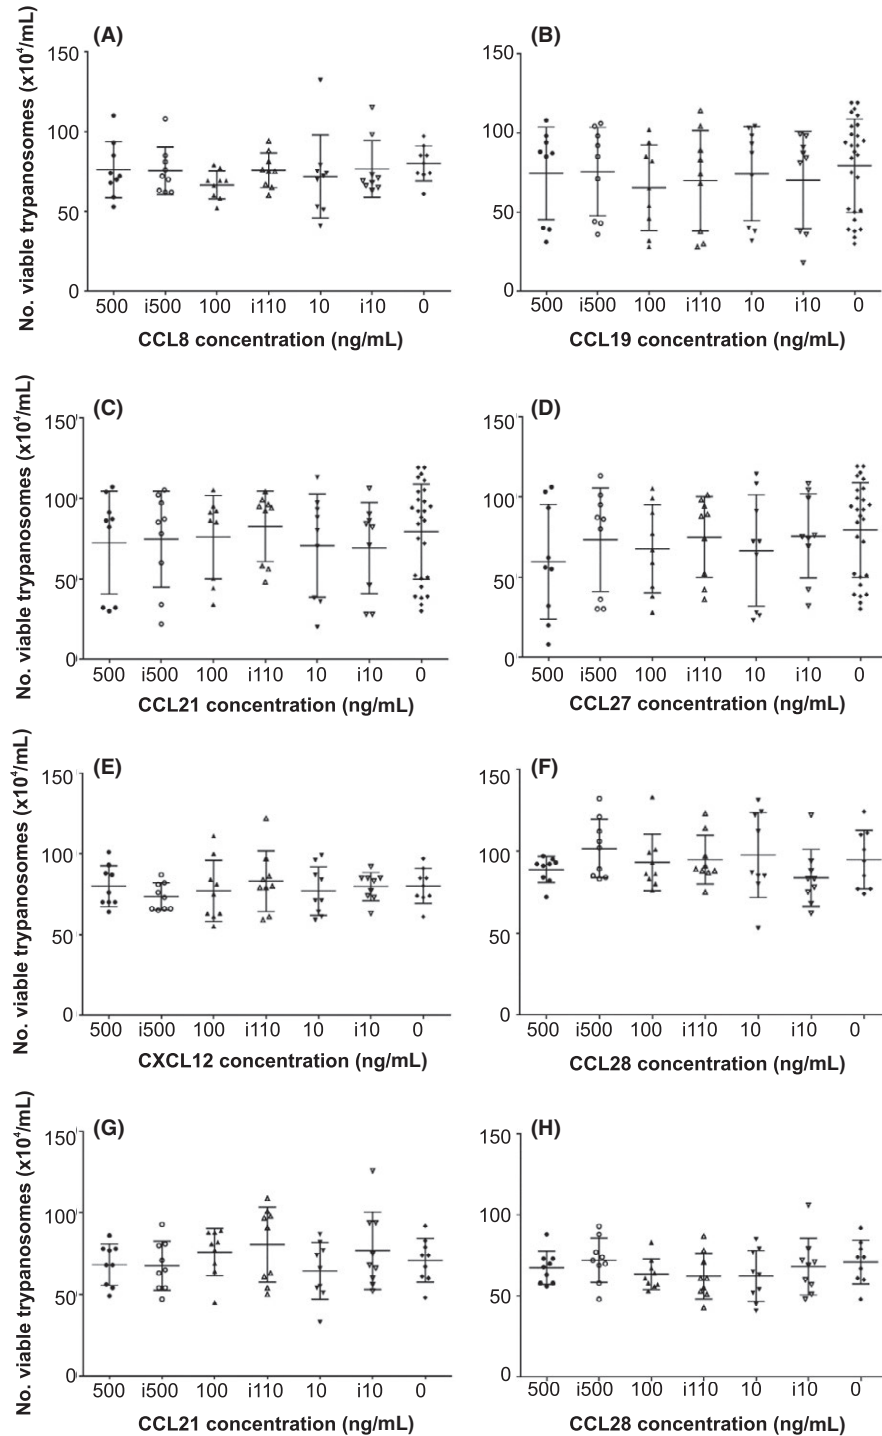 (A)
No. viable trypanosomes (x10⁴/mL)
150
100
50
0
500 i500 100 i110 10 i10 0
CCL8 concentration (ng/mL)
(B)
150
100
50
0
500 i500 100 i110 10 i10 0
CCL19 concentration (ng/mL)
(C)
No. viable trypanosomes (x10⁴/mL)
150
100
50
0
500 i500 100 i110 10 i10 0
CCL21 concentration (ng/mL)
(D)
150
100
50
0
500 i500 100 i110 10 i10 0
CCL27 concentration (ng/mL)
(E)
No. viable trypanosomes (x10⁴/mL)
150
100
50
0
500 i500 100 i110 10 i10 0
CXCL12 concentration (ng/mL)
(F)
150
100
50
0
500 i500 100 i110 10 i10 0
CCL28 concentration (ng/mL)
(G)
No. viable trypanosomes (x10⁴/mL)
150
100
50
0
500 i500 100 i110 10 i10 0
CCL21 concentration (ng/mL)
(H)
150
100
50
0
500 i500 100 i110 10 i10 0
CCL28 concentration (ng/mL)